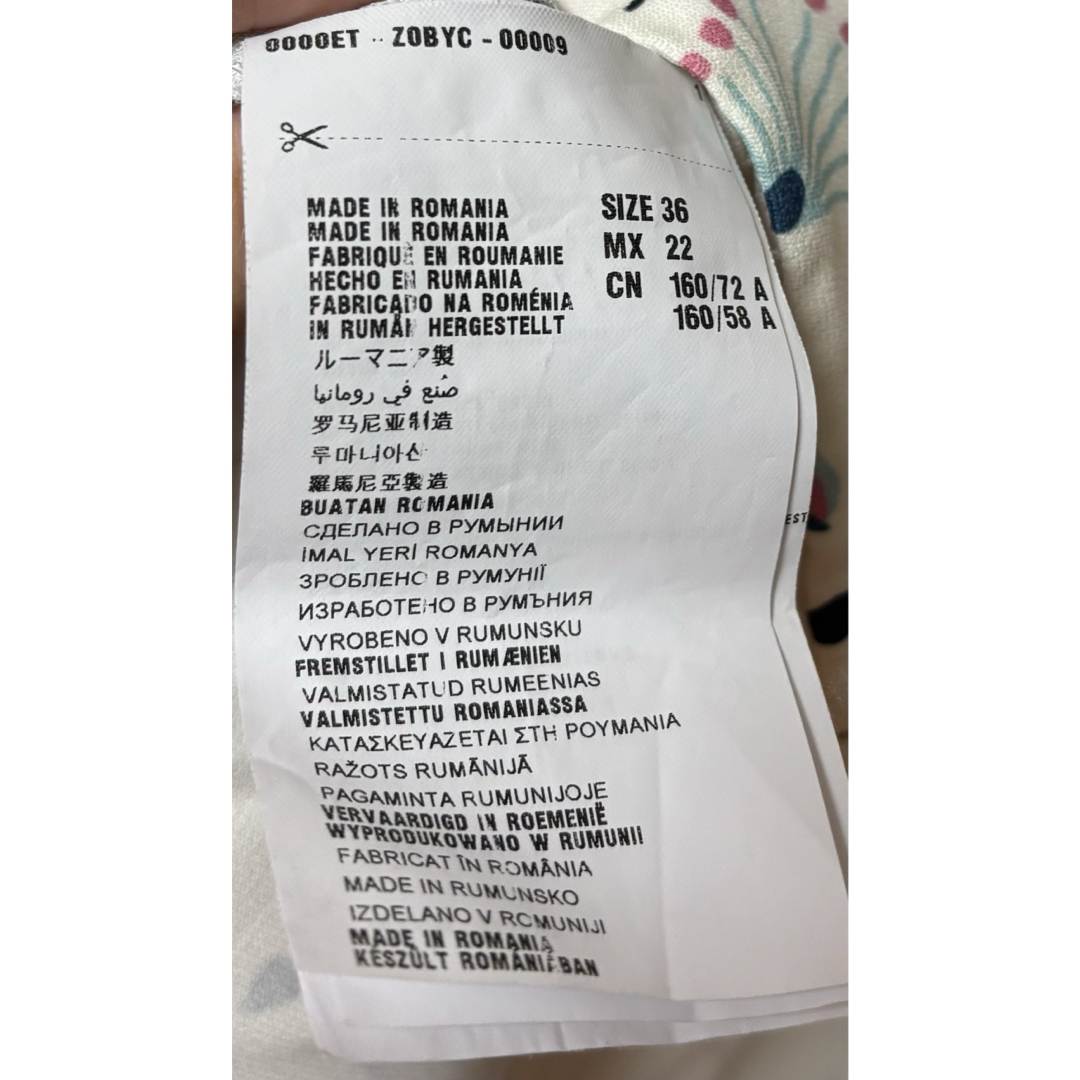 0000ET -- ZOBYC - 00009
MADE IN ROMANIA
MADE IN ROMANIA
FABRIQUÉ EN ROUMANIE
HECHO EN RUMANIA
FABRICADO NA ROMÉNIA
IN RUMÄN HERGESTELLT
ルーマニア製
صُنع في رومانيا
罗马尼亚制造
루마니아산
羅馬尼亞製造
BUATAN ROMANIA
СДЕЛАНО В РУМЫНИИ
İMAL YERİ ROMANYA
ЗРОБЛЕНО В РУМУНІЇ
ИЗРАБОТЕНО В РУМЪНИЯ
VYROBENO V RUMUNSKU
FREMSTILLET I RUMÆNIEN
VALMISTATUD RUMEENIAS
VALMISTETTU ROMANIASSA
ΚΑΤΑΣΚΕΥΑΖΕΤΑΙ ΣΤΗ ΡΟΥΜΑΝΙΑ
RAŽOTS RUMĀNIJĀ
PAGAMINTA RUMUNIJOJE
VERVAARDIGD IN ROEMENIË
WYPRODUKOWANO W RUMUNII
FABRICAT ÎN ROMÂNIA
MADE IN RUMUNSKO
IZDELANO V ROMUNIJI
MADE IN ROMANIA
KÉSZÜLT ROMÁNIÁBAN
SIZE 36
MX 22
CN 160/72 A
160/58 A
EST